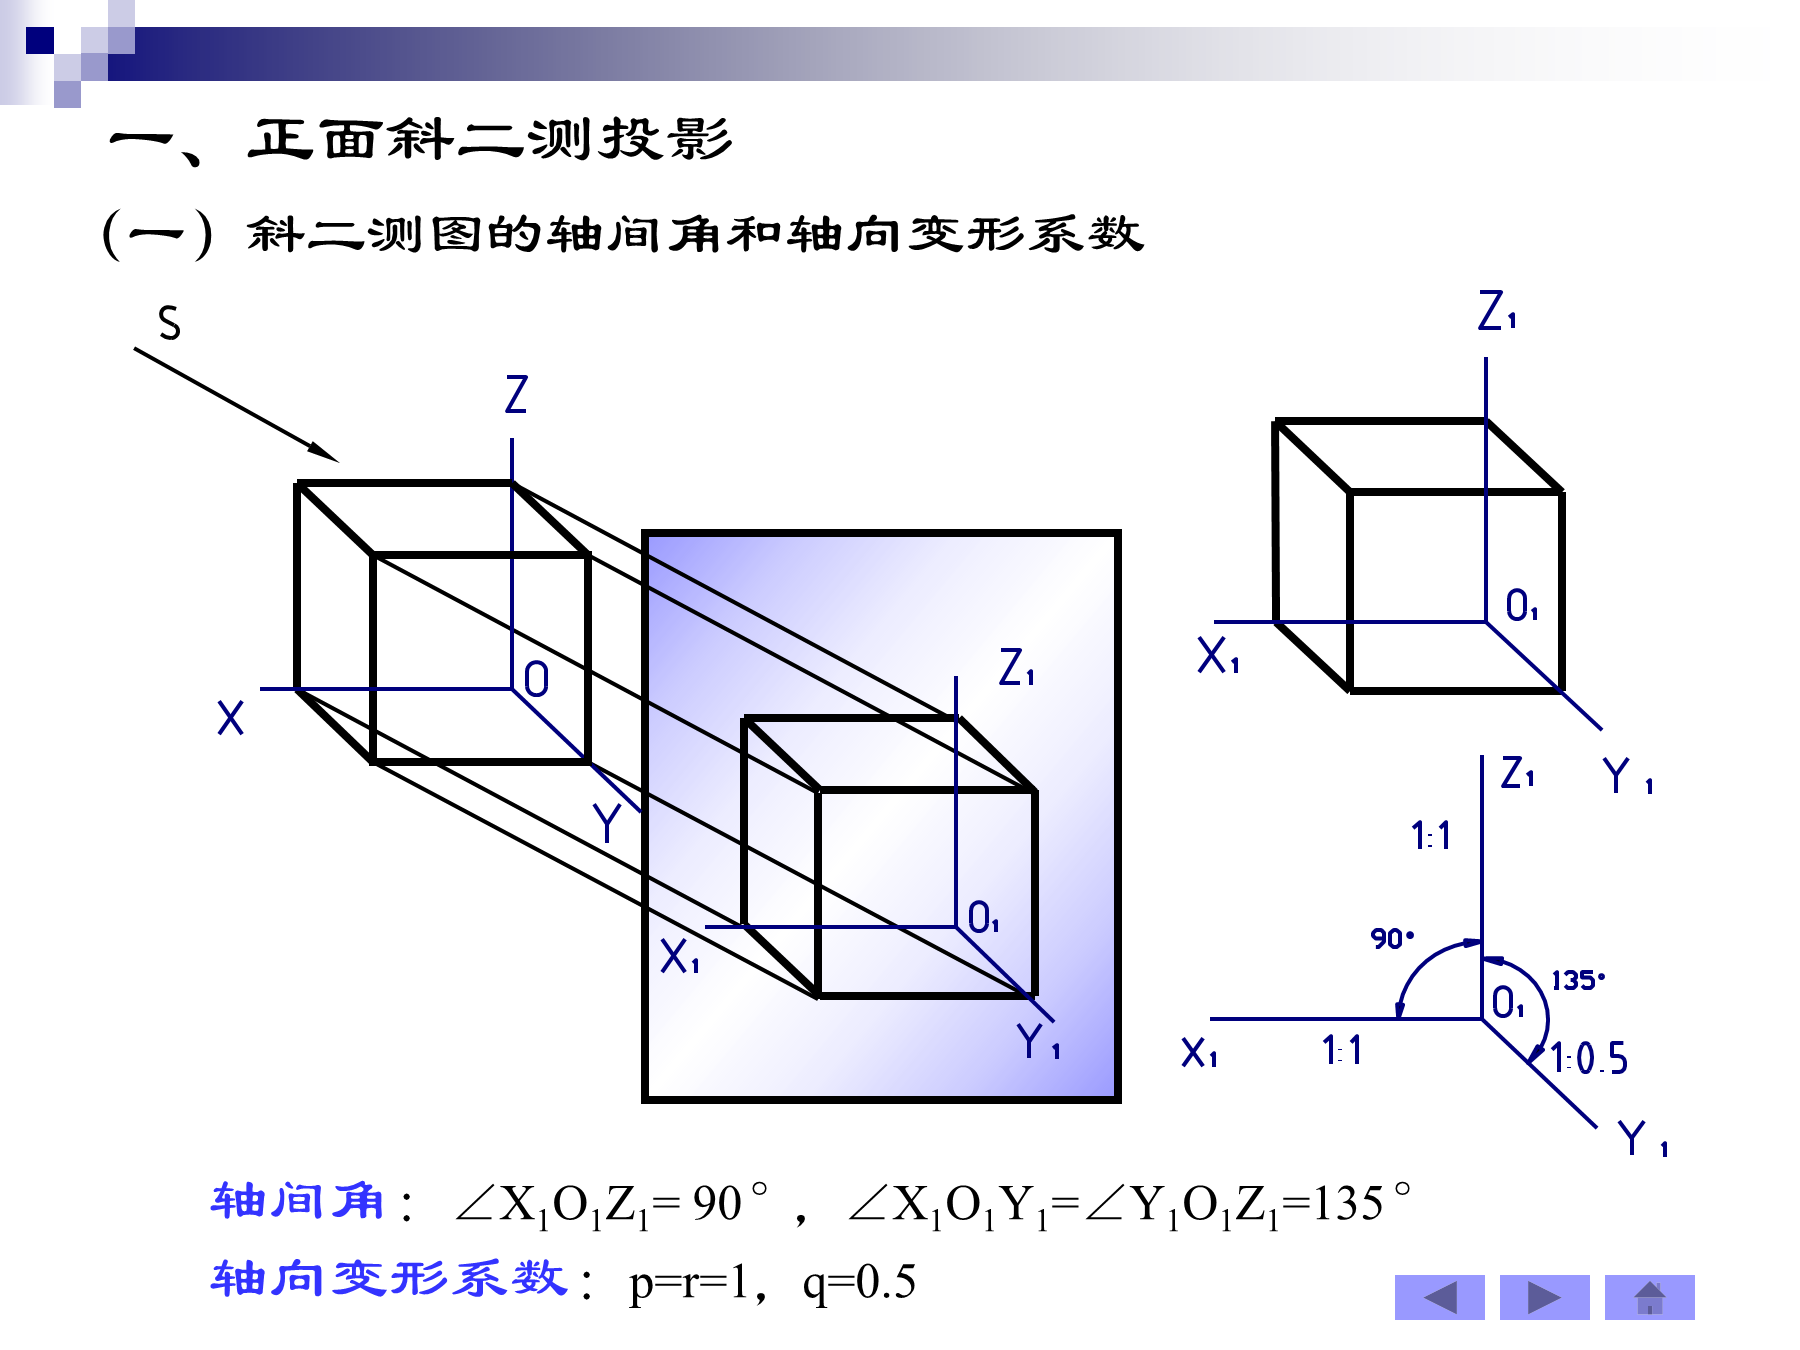 一、正面斜二测投影
(一) 斜二测图的轴间角和轴向变形系数
S
Z
O
X
Y
Z₁
O₁
X₁
Y₁
Z₁
O₁
X₁
Y₁
Z₁
1:1
90°
135°
O₁
X₁
1:1
1:0.5
Y₁
轴间角：∠X₁O₁Z₁= 90°，∠X₁O₁Y₁=∠Y₁O₁Z₁=135°
轴向变形系数：p=r=1，q=0.5